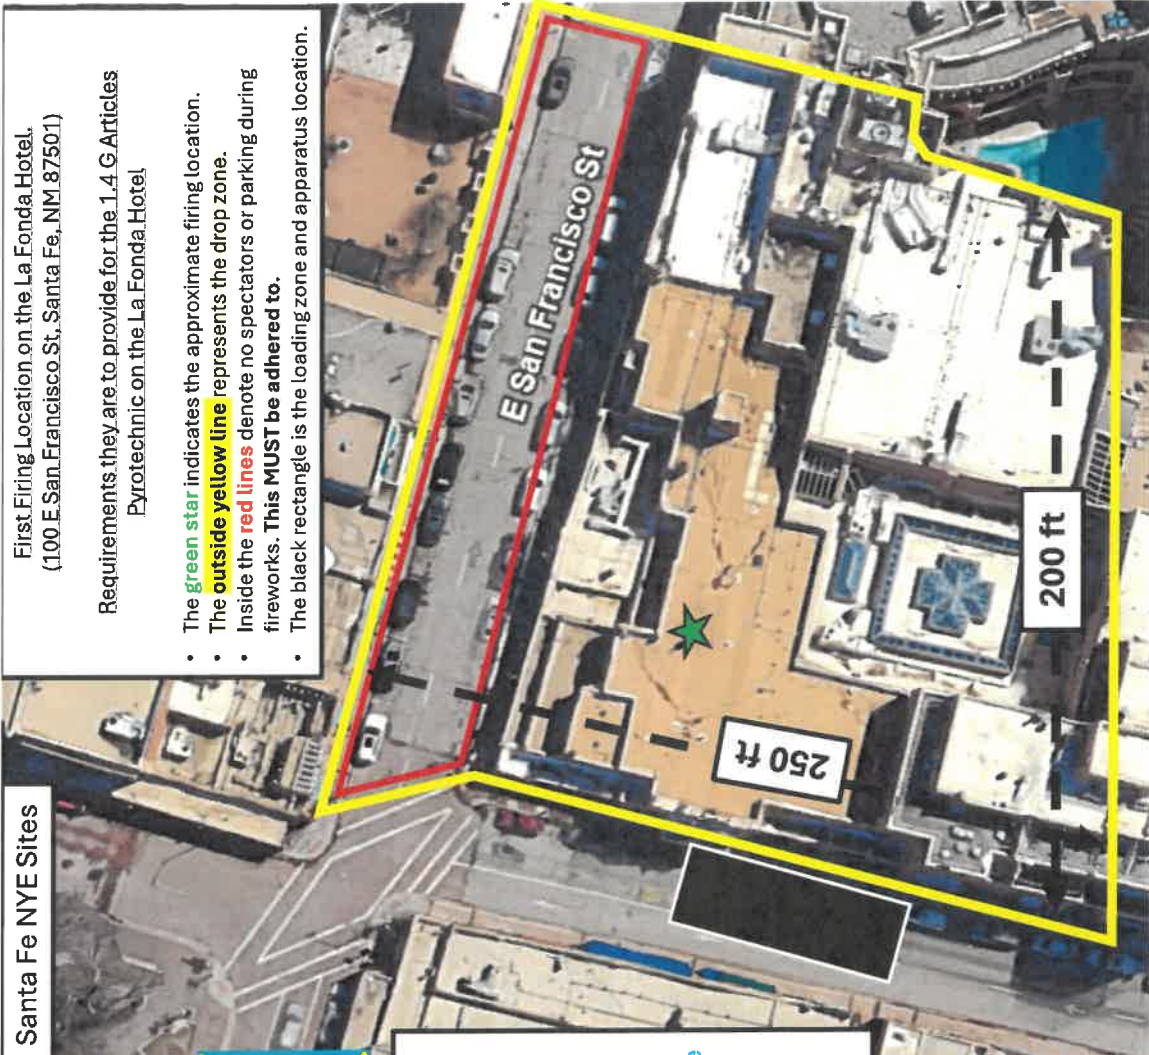 Santa Fe NYE Sites
First Firing Location on the La Fonda Hotel.
(100 E San Francisco St, Santa Fe, NM 87501)
Requirements they are to provide for the 1.4 G Articles
Pyrotechnic on the La Fonda Hotel
• The green star indicates the approximate firing location.
• The outside yellow line represents the drop zone.
• Inside the red lines denote no spectators or parking during
fireworks. This MUST be adhered to.
• The black rectangle is the loading zone and apparatus location.
E San Francisco St
250 ft
200 ft